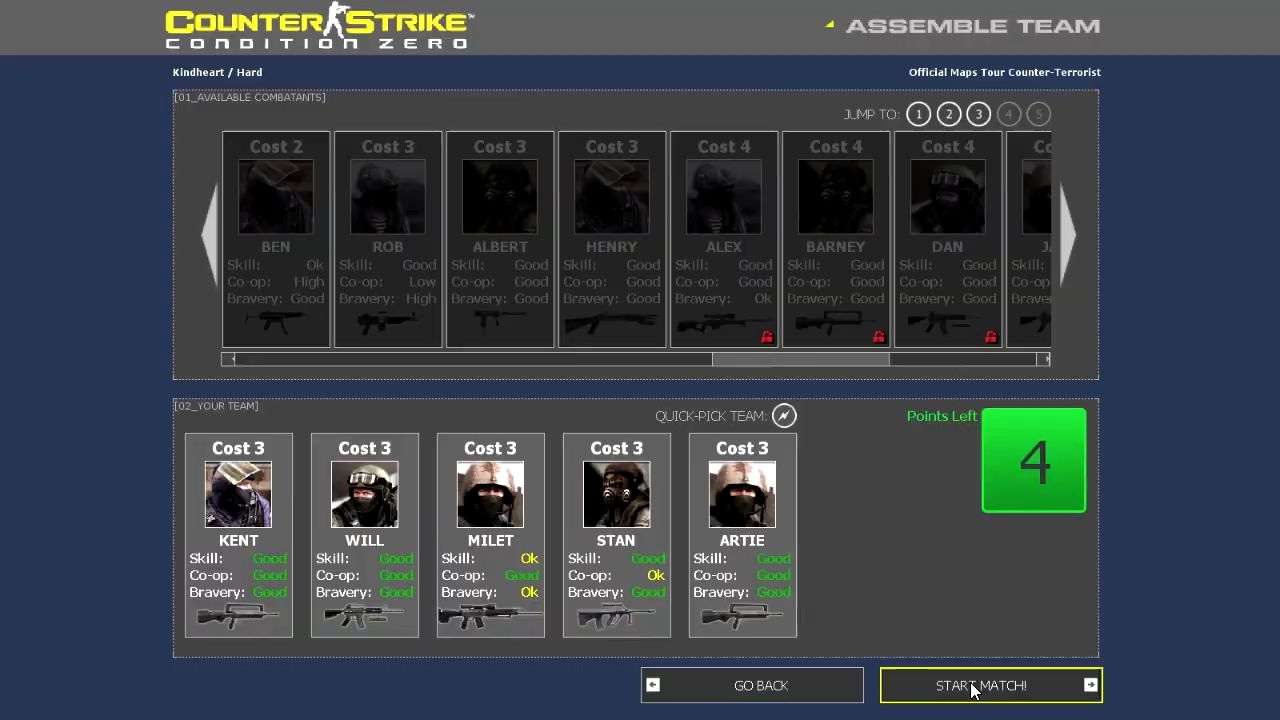 COUNTER STRIKE™
CONDITION ZERO
ASSEMBLE TEAM
Kindheart / Hard
Official Maps Tour Counter-Terrorist
[01_AVAILABLE COMBATANTS]
JUMP TO: 1 2 3 4 5
Cost 2 Cost 3 Cost 3 Cost 3 Cost 4 Cost 4 Cost 4 Co
BEN ROB ALBERT HENRY ALEX BARNEY DAN JA
Skill: Ok Skill: Good Skill: Good Skill: Good Skill: Good Skill: Good Skill: Good Skill:
Co-op: High Co-op: Low Co-op: Good Co-op: Good Co-op: Good Co-op: Good Co-op: Good Co-op
Bravery: Good Bravery: High Bravery: Good Bravery: Good Bravery: Ok Bravery: Good Bravery: Good Brave
[02_YOUR TEAM]
QUICK-PICK TEAM:
Points Left 4
Cost 3 Cost 3 Cost 3 Cost 3 Cost 3
KENT WILL MILET STAN ARTIE
Skill: Good Skill: Good Skill: Ok Skill: Good Skill: Good
Co-op: Good Co-op: Good Co-op: Good Co-op: Ok Co-op: Good
Bravery: Good Bravery: Good Bravery: Ok Bravery: Good Bravery: Good
GO BACK
START MATCH!